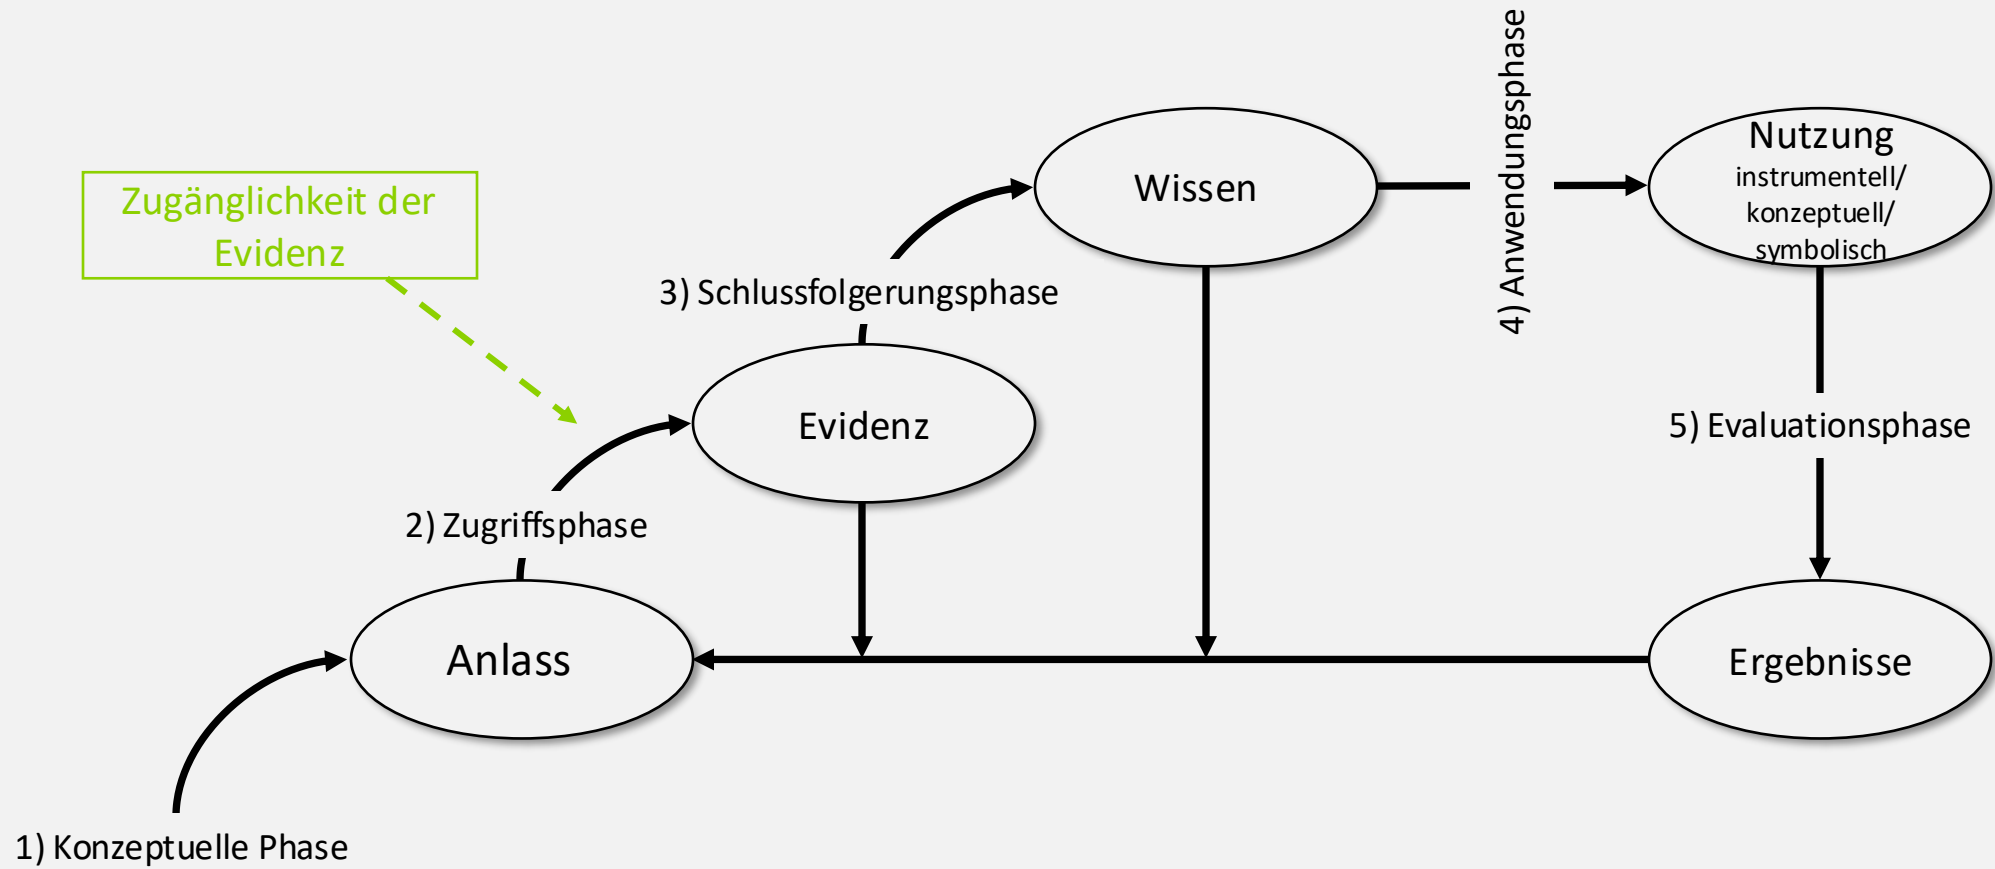 4) Anwendungsphase
Nutzung
instrumentell/
konzeptuell/
symbolisch
Wissen
Zugänglichkeit der
Evidenz
3) Schlussfolgerungsphase
Evidenz
5) Evaluationsphase
2) Zugriffsphase
Anlass
Ergebnisse
1) Konzeptuelle Phase